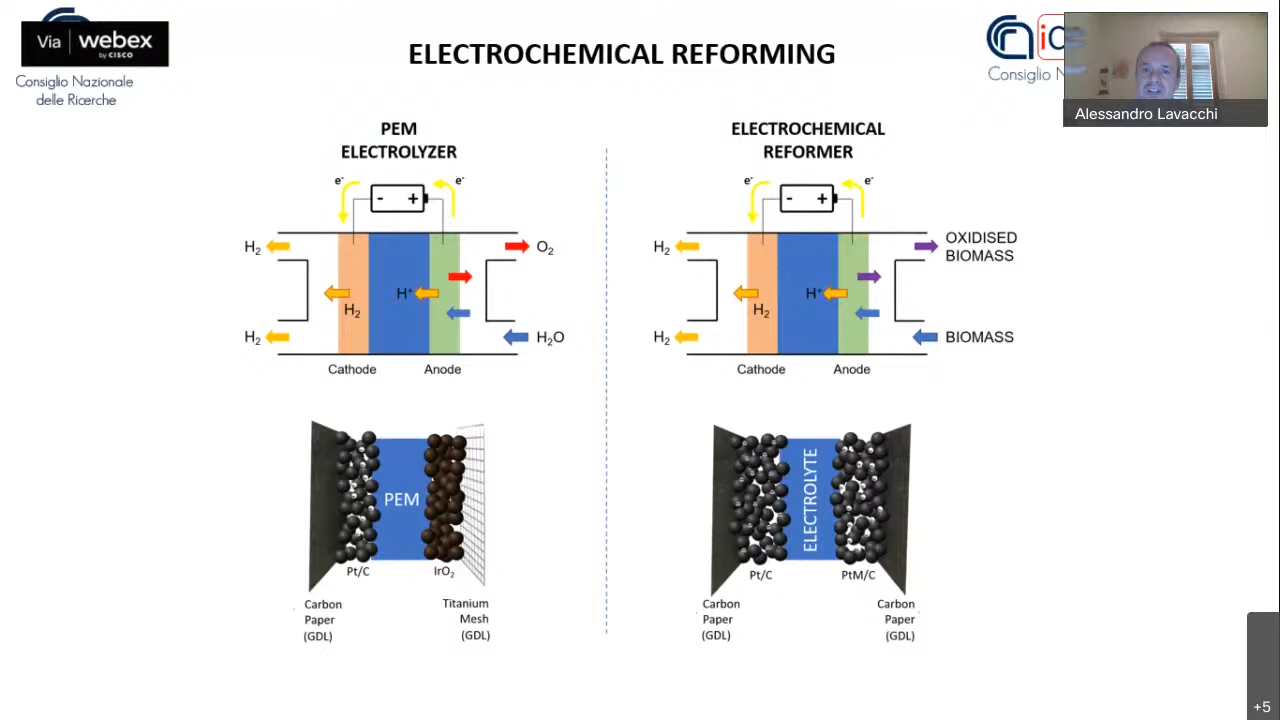 Via webex
by CISCO
Consiglio Nazionale
delle Ricerche
ELECTROCHEMICAL REFORMING
Consiglio N
Alessandro Lavacchi
PEM
ELECTROLYZER
e-
- +
e-
H2
O2
H+
H2
H2
H2O
Cathode
Anode
PEM
Pt/C
IrO2
Carbon
Paper
(GDL)
Titanium
Mesh
(GDL)
ELECTROCHEMICAL
REFORMER
e-
- +
e-
H2
OXIDISED
BIOMASS
H+
H2
H2
BIOMASS
Cathode
Anode
ELECTROLYTE
Pt/C
PtM/C
Carbon
Paper
(GDL)
Carbon
Paper
(GDL)
+5